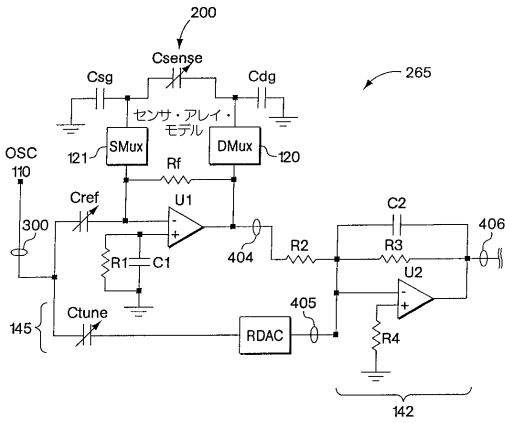 200
Csense
265
Csg
Cdg
センサ・アレイ・
モデル
SMux
DMux
121
120
OSC
110
Rf
Cref
U1
C2
300
406
404
R2
R3
R1
C1
U2
Ctune
405
145
RDAC
R4
142